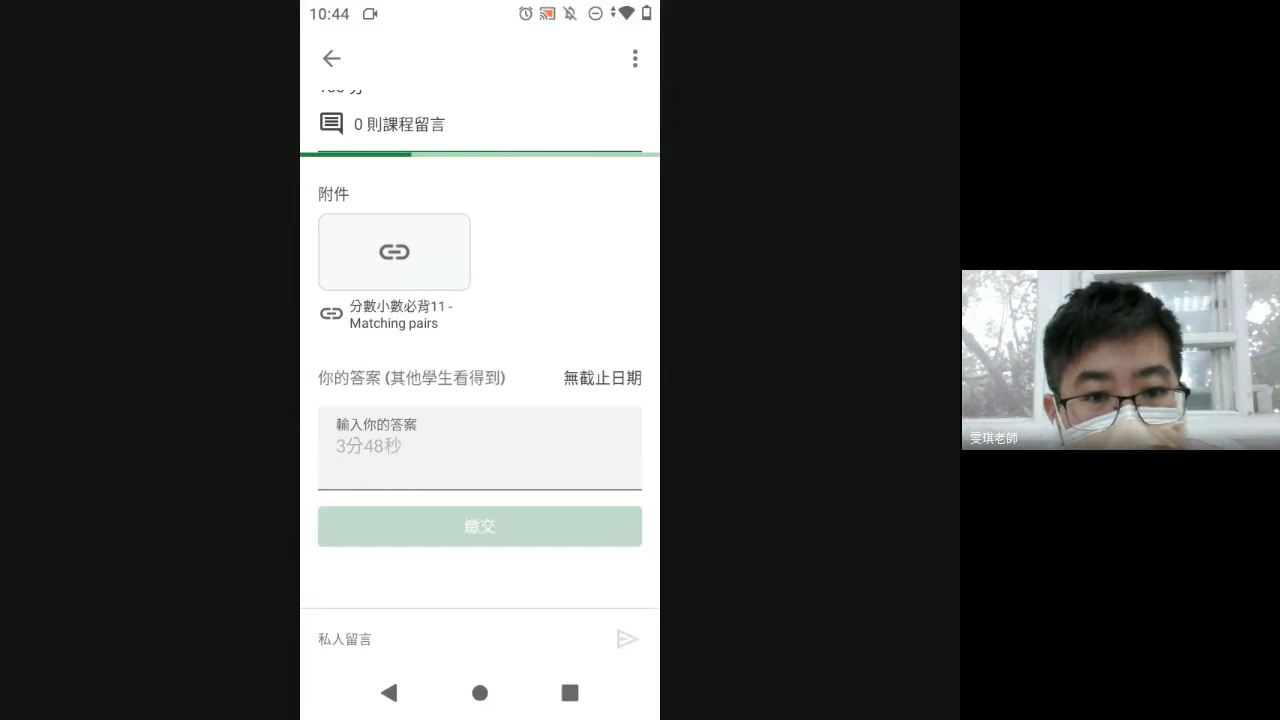 10:44
0 則課程留言
附件
分數小數必背11 -
Matching pairs
你的答案 (其他學生看得到)
無截止日期
輸入你的答案
3分48秒
繳交
私人留言
雯琪老師